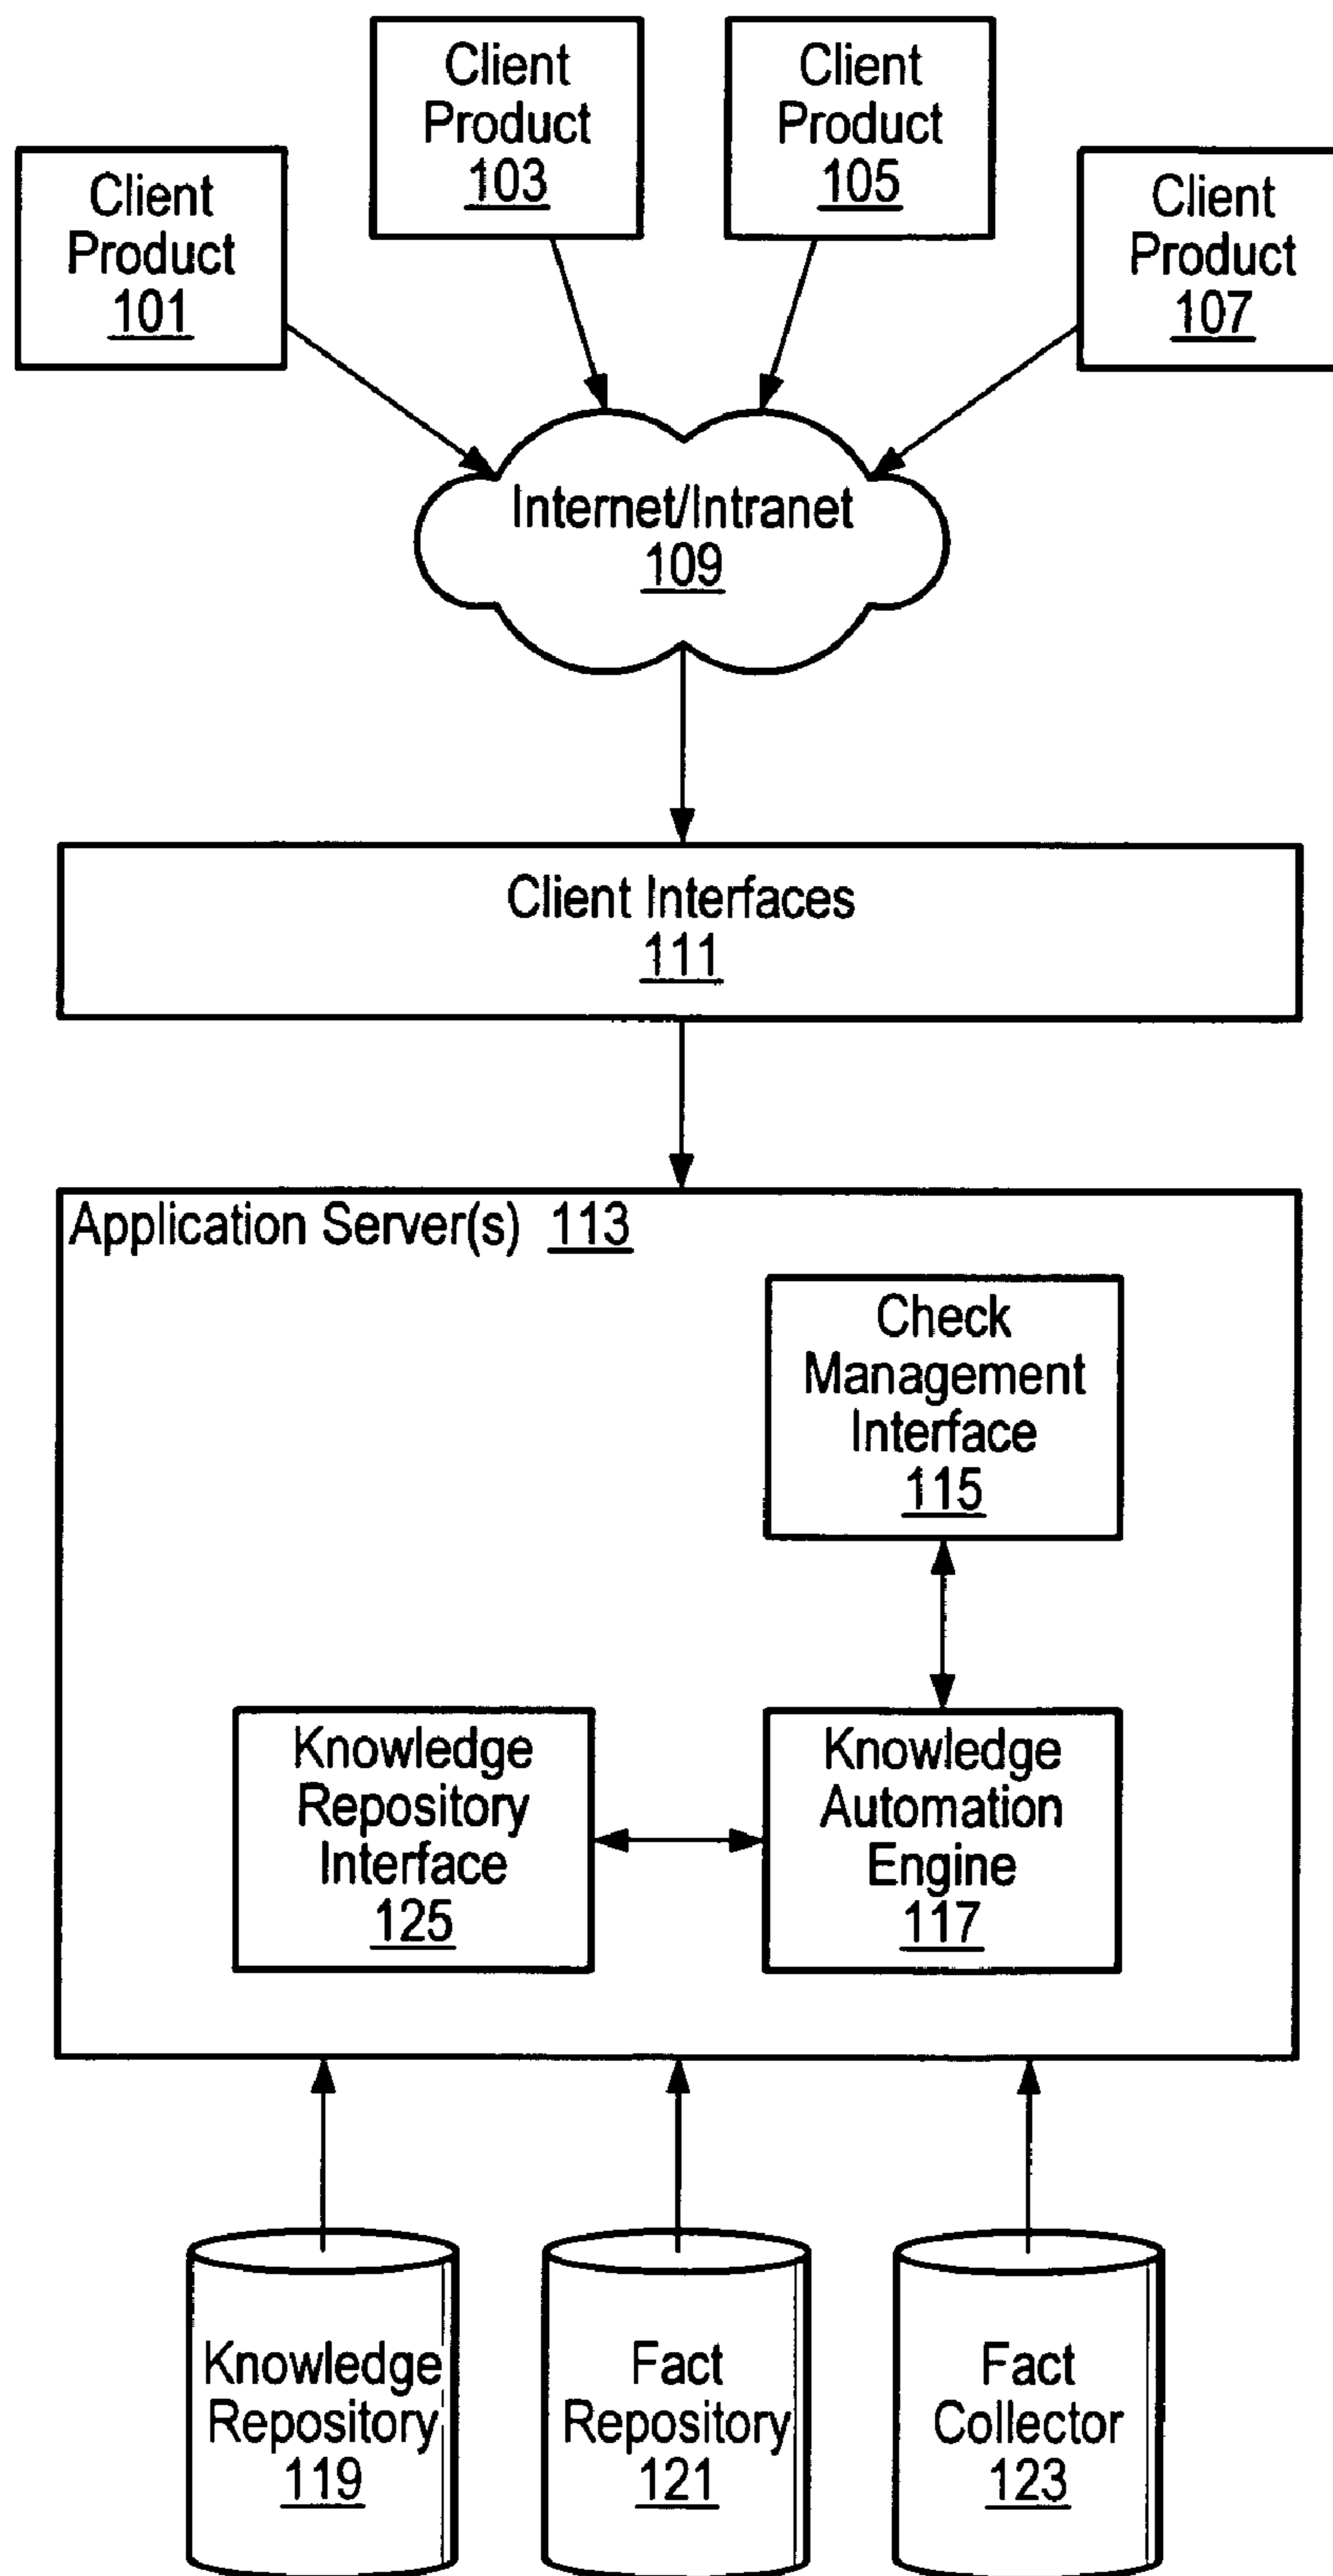 Client
Product
103
Client
Product
105
Client
Product
101
Client
Product
107
Internet/Intranet
109
Client Interfaces
111
Application Server(s) 113
Check
Management
Interface
115
Knowledge
Repository
Interface
125
Knowledge
Automation
Engine
117
Knowledge
Repository
119
Fact
Repository
121
Fact
Collector
123